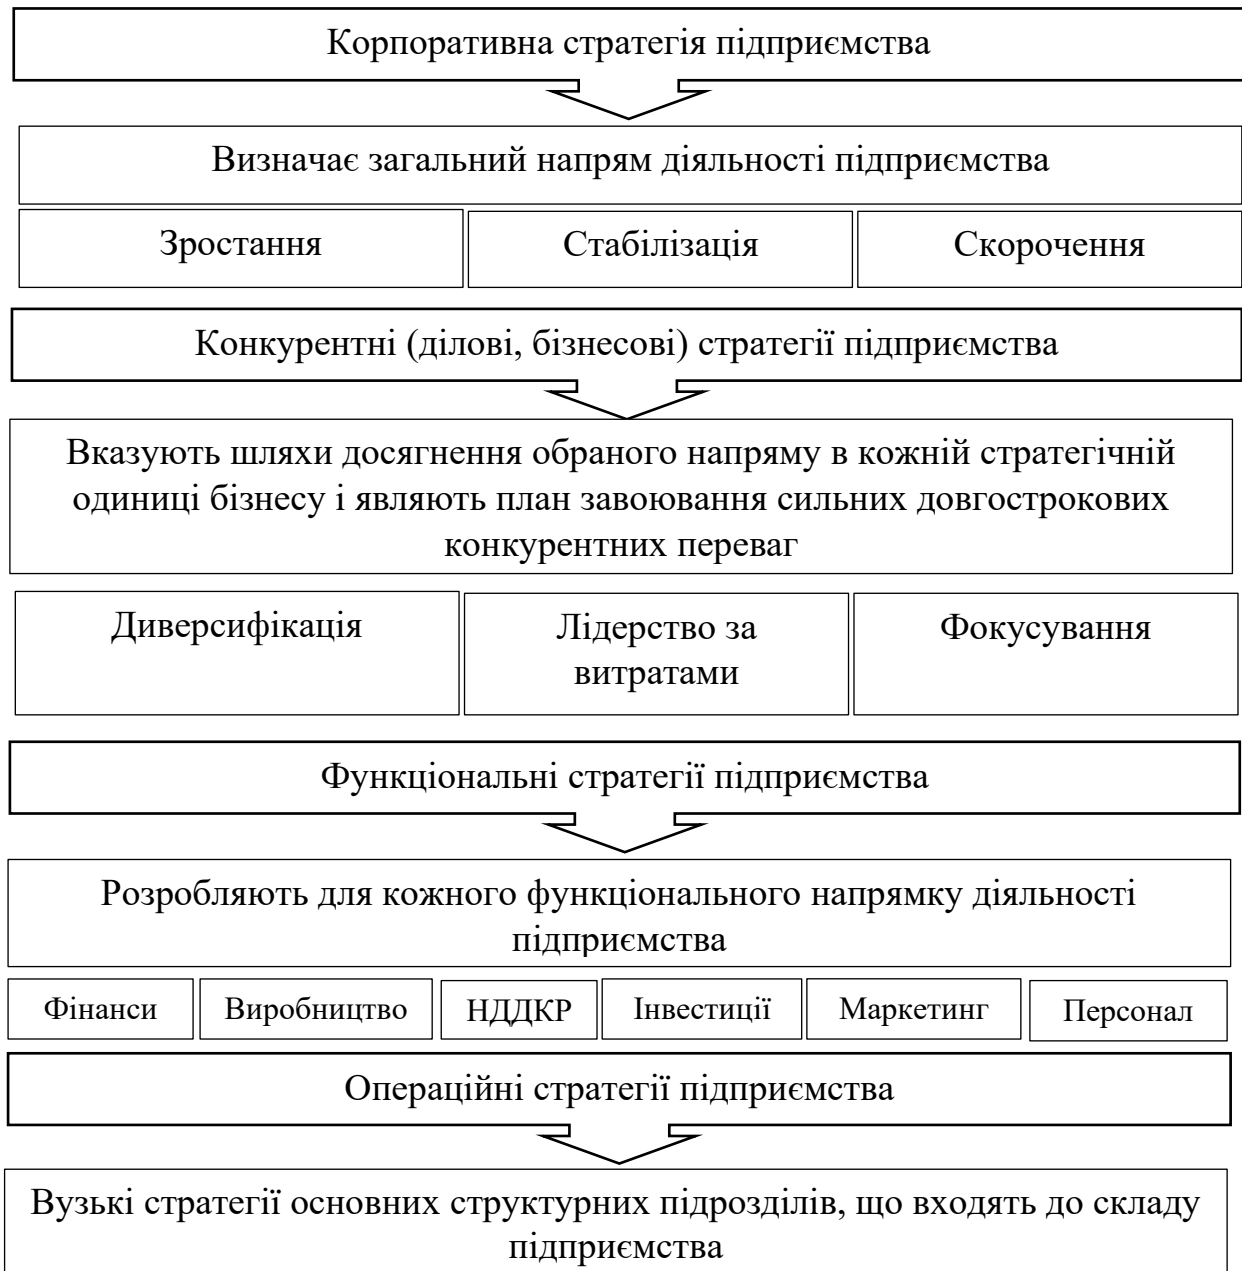 Корпоративна стратегія підприємства
Визначає загальний напрям діяльності підприємства
Зростання
Стабілізація
Скорочення
Конкурентні (ділові, бізнесові) стратегії підприємства
Вказують шляхи досягнення обраного напряму в кожній стратегічній
одиниці бізнесу і являють план завоювання сильних довгострокових
конкурентних переваг
Диверсифікація
Лідерство за
витратами
Фокусування
Функціональні стратегії підприємства
Розробляють для кожного функціонального напрямку діяльності
підприємства
Фінанси
Виробництво
НДДКР
Інвестиції
Маркетинг
Персонал
Операційні стратегії підприємства
Вузькі стратегії основних структурних підрозділів, що входять до складу
підприємства